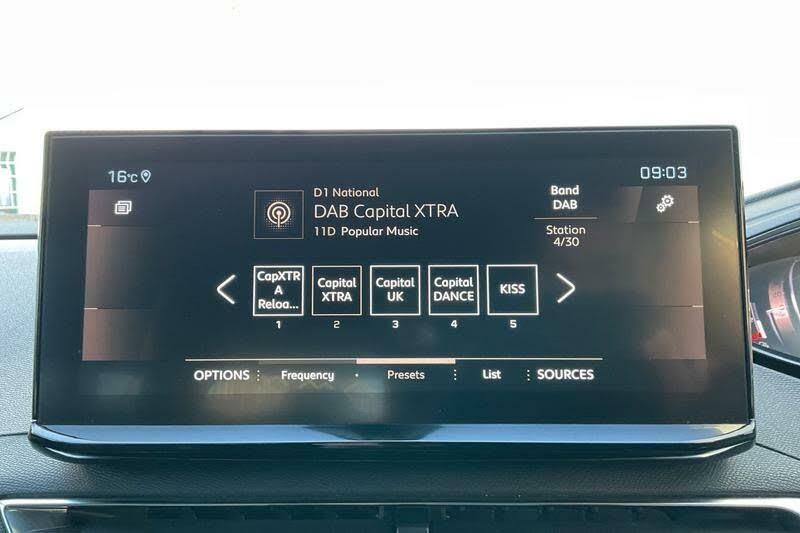 16°C
09:03
D1 National
DAB Capital XTRA
11D Popular Music
Band
DAB
Station
4/30
CapXTR
A
Reloa...
1
Capital
XTRA
2
Capital
UK
3
Capital
DANCE
4
KISS
5
OPTIONS
Frequency
Presets
List
SOURCES